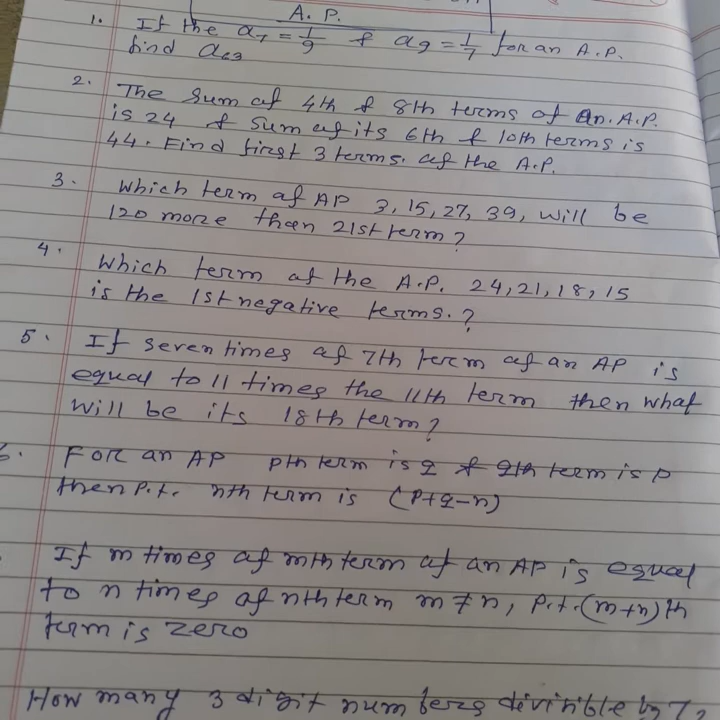 A. P.
1. If the a₇ = 1/9 & a₉ = 1/7 for an A.P.
find a₆₃
2. The sum of 4th & 8th terms of an A.P.
is 24 & sum of its 6th & 10th terms is
44. Find first 3 terms. of the A.P.
3. Which term of AP 3, 15, 27, 39, will be
120 more than 21st term?
4. Which term of the A.P. 24, 21, 18, 15
is the 1st negative terms.?
5. If seven times of 7th term of an AP is
equal to 11 times the 11th term then what
will be its 18th term?
6. For an AP pth term is q & qth term is p
then P.t. nth term is (p+q-n)
If m times of mth term of an AP is equal
to n times of nth term m ≠ n, P.t. (m+n)th
term is zero
How many 3 digit numbers divisible by 7?